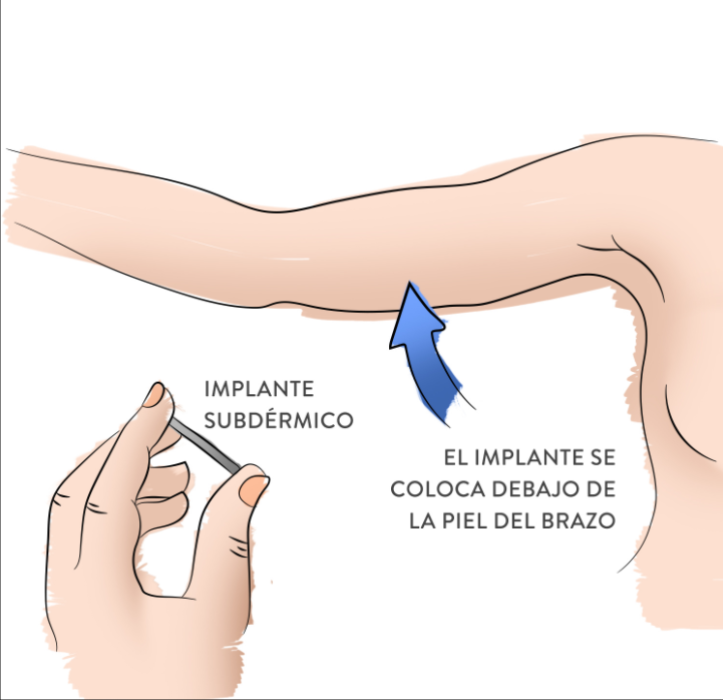 IMPLANTE
SUBDÉRMICO
EL IMPLANTE SE
COLOCA DEBAJO DE
LA PIEL DEL BRAZO